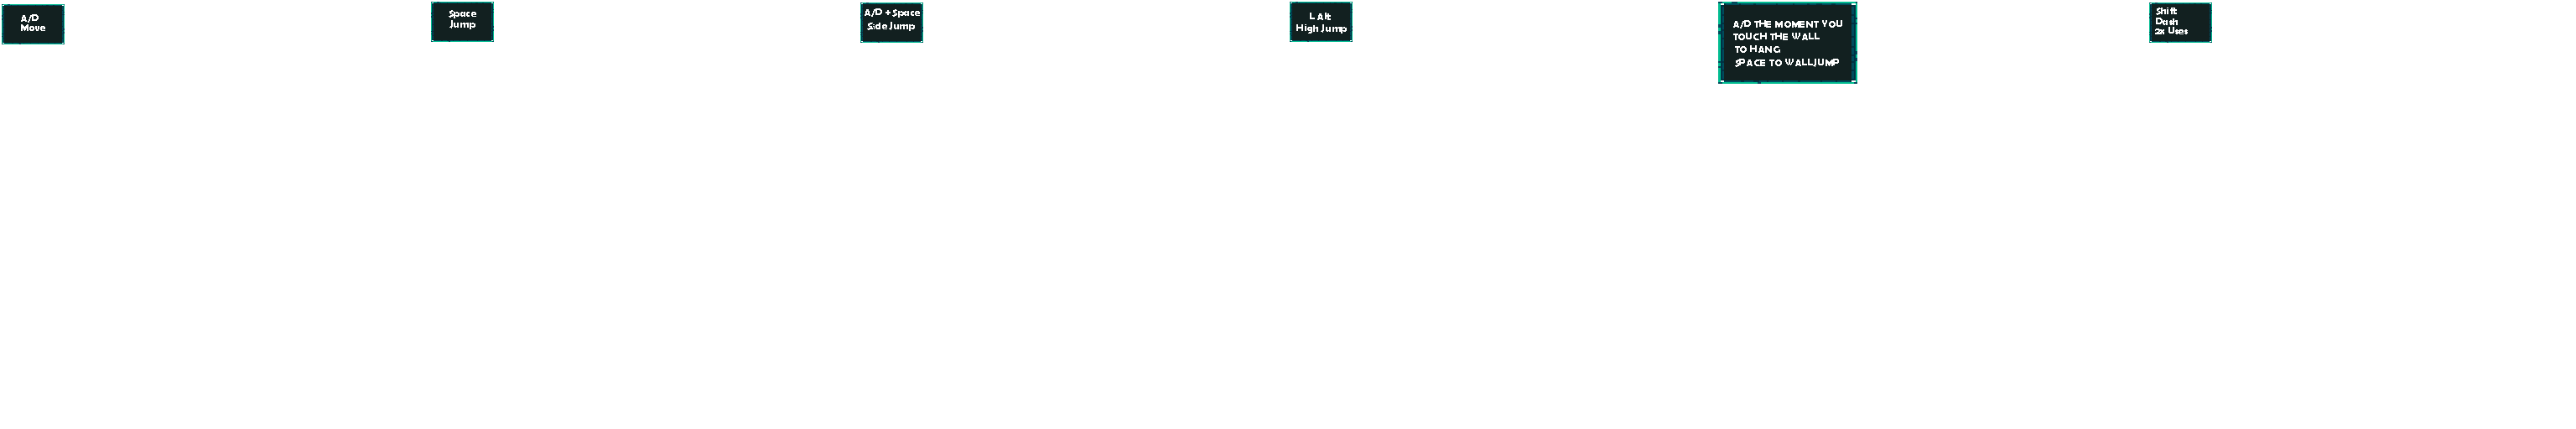 A/D
Move
Space
Jump
A/D + Space
Side Jump
L Alt
High Jump
A/D THE MOMENT YOU
TOUCH THE WALL
TO HANG
SPACE TO WALLJUMP
Shift
Dash
2x Uses